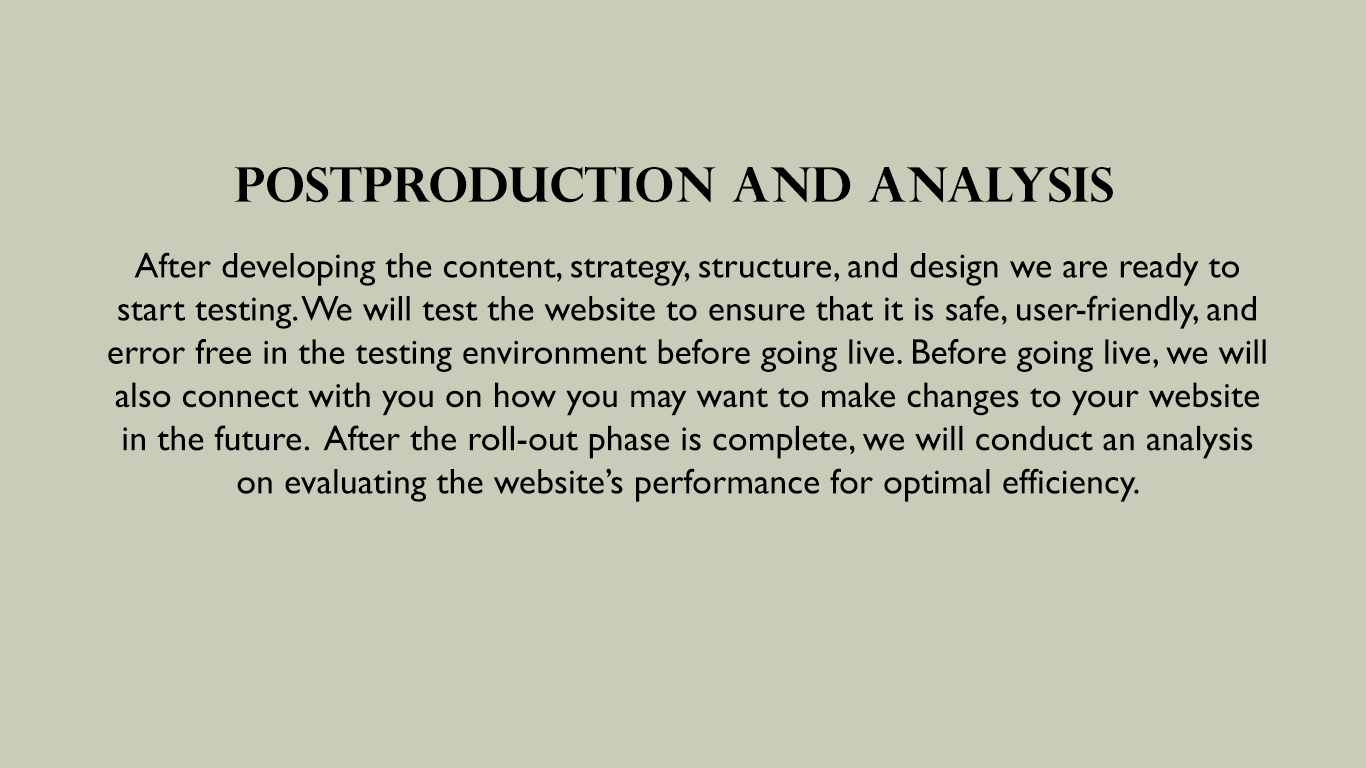 POSTPRODUCTION AND ANALYSIS
After developing the content, strategy, structure, and design we are ready to
start testing. We will test the website to ensure that it is safe, user-friendly, and
error free in the testing environment before going live. Before going live, we will
also connect with you on how you may want to make changes to your website
in the future.  After the roll-out phase is complete, we will conduct an analysis
on evaluating the website’s performance for optimal efficiency.